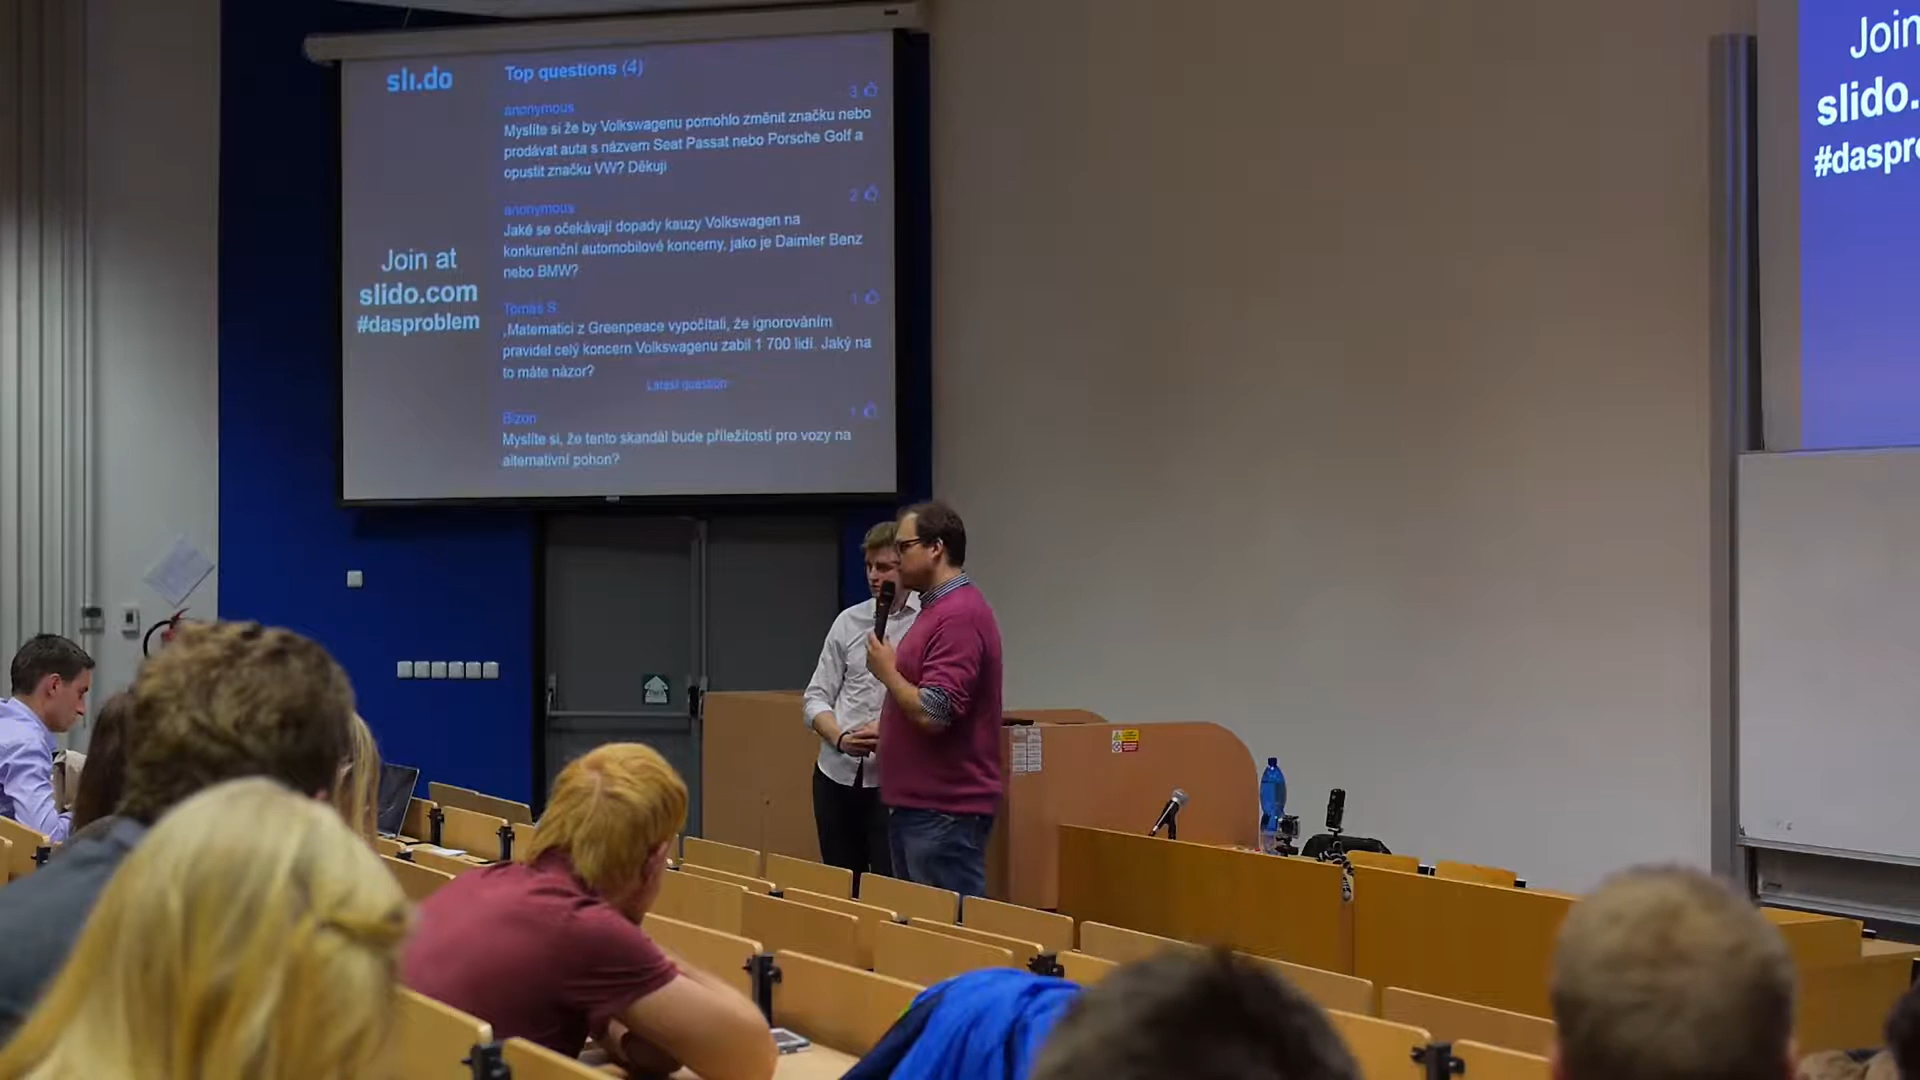 sli.do
Top questions (4)
3
anonymous
Myslíte si že by Volkswagenu pomohlo změnit značku nebo
prodávat auta s názvem Seat Passat nebo Porsche Golf a
opustit značku VW? Děkuji
2
anonymous
Jaké se očekávají dopady kauzy Volkswagen na
konkurenční automobilové koncerny, jako je Daimler Benz
nebo BMW?
1
Tomáš S.
„Matematici z Greenpeace vypočítali, že ignorováním
pravidel celý koncern Volkswagenu zabil 1 700 lidí. Jaký na
to máte názor?
Latest question
1
Bizon
Myslíte si, že tento skandál bude příležitostí pro vozy na
alternativní pohon?
Join at
slido.com
#dasproblem
Join
slido.
#daspro